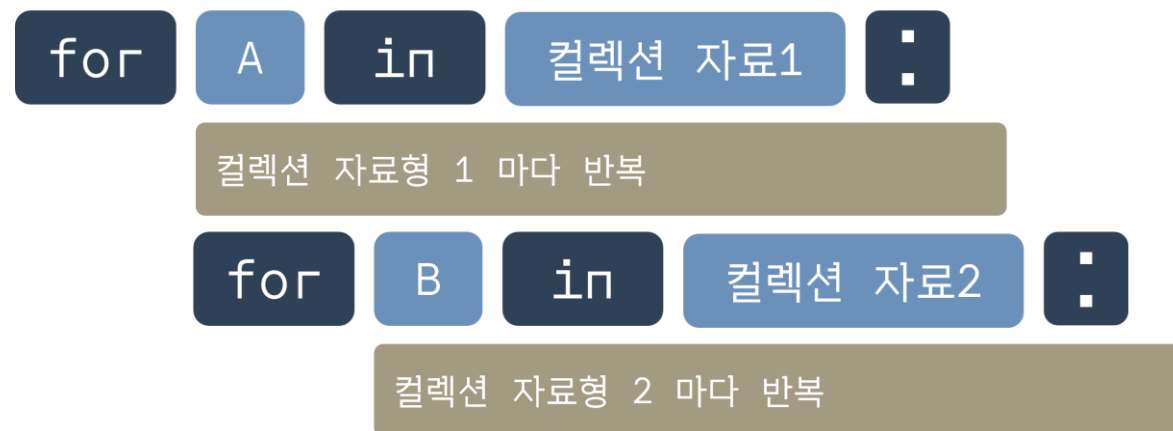 for A in 컬렉션 자료1 :
컬렉션 자료형 1 마다 반복
for B in 컬렉션 자료2 :
컬렉션 자료형 2 마다 반복